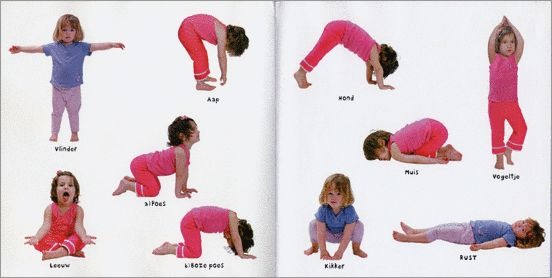 Vlinder
Aap
a) Poes
Leeuw
b) Boze poes
Hond
Muis
Vogeltje
Kikker
RUST